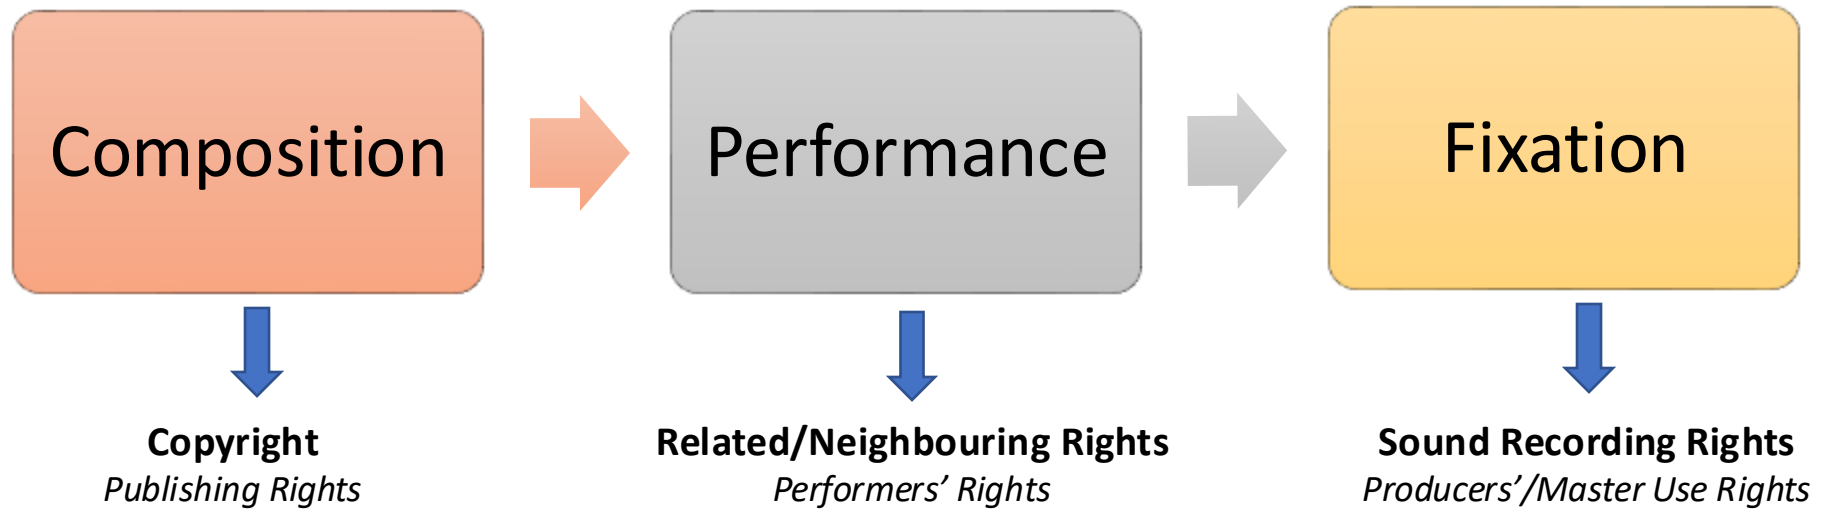 Composition
Performance
Fixation
Copyright
Publishing Rights
Related/Neighbouring Rights
Performers’ Rights
Sound Recording Rights
Producers’/Master Use Rights